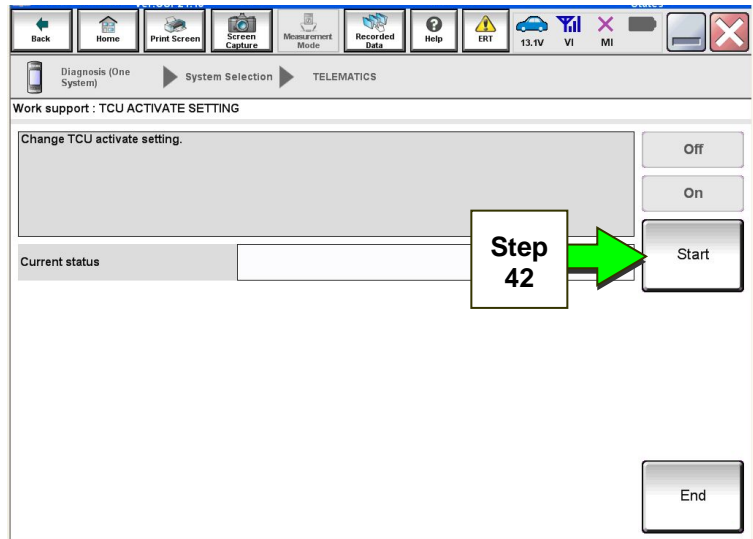 Back
Home
Print Screen
Screen
Capture
Measurement
Mode
Recorded
Data
Help
ERT
13.1V
VI
MI
Diagnosis (One
System)
System Selection
TELEMATICS
Work support : TCU ACTIVATE SETTING
Change TCU activate setting.
Off
On
Step
42
Start
Current status
End